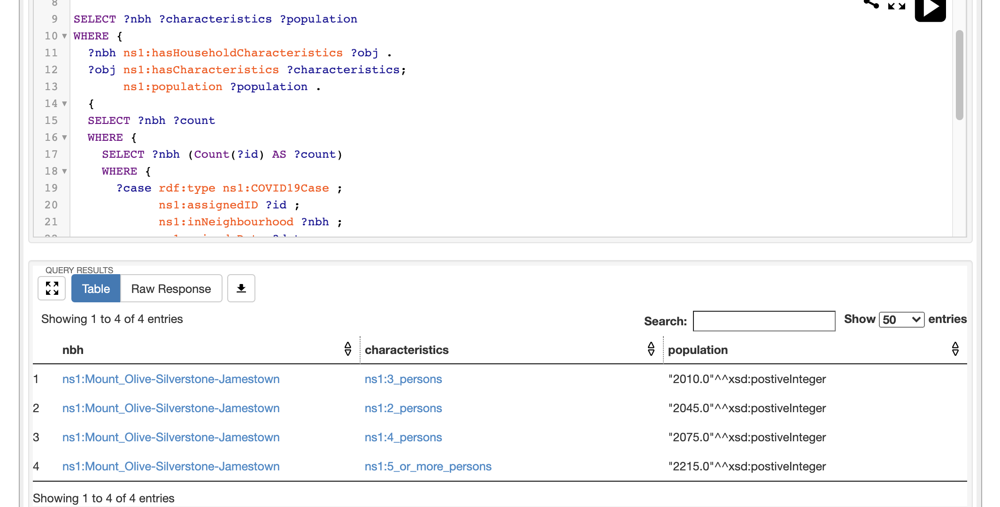 8
9 SELECT ?nbh ?characteristics ?population
10 WHERE {
11 ?nbh ns1:hasHouseholdCharacteristics ?obj .
12 ?obj ns1:hasCharacteristics ?characteristics;
13 ns1:population ?population .
14 {
15 SELECT ?nbh ?count
16 WHERE {
17 SELECT ?nbh (Count(?id) AS ?count)
18 WHERE {
19 ?case rdf:type ns1:COVID19Case ;
20 ns1:assignedID ?id ;
21 ns1:inNeighbourhood ?nbh ;
QUERY RESULTS
Table Raw Response
Showing 1 to 4 of 4 entries Search: Show 50 entries
nbh characteristics population
1 ns1:Mount_Olive-Silverstone-Jamestown ns1:3_persons "2010.0"^^xsd:postiveInteger
2 ns1:Mount_Olive-Silverstone-Jamestown ns1:2_persons "2045.0"^^xsd:postiveInteger
3 ns1:Mount_Olive-Silverstone-Jamestown ns1:4_persons "2075.0"^^xsd:postiveInteger
4 ns1:Mount_Olive-Silverstone-Jamestown ns1:5_or_more_persons "2215.0"^^xsd:postiveInteger
Showing 1 to 4 of 4 entries